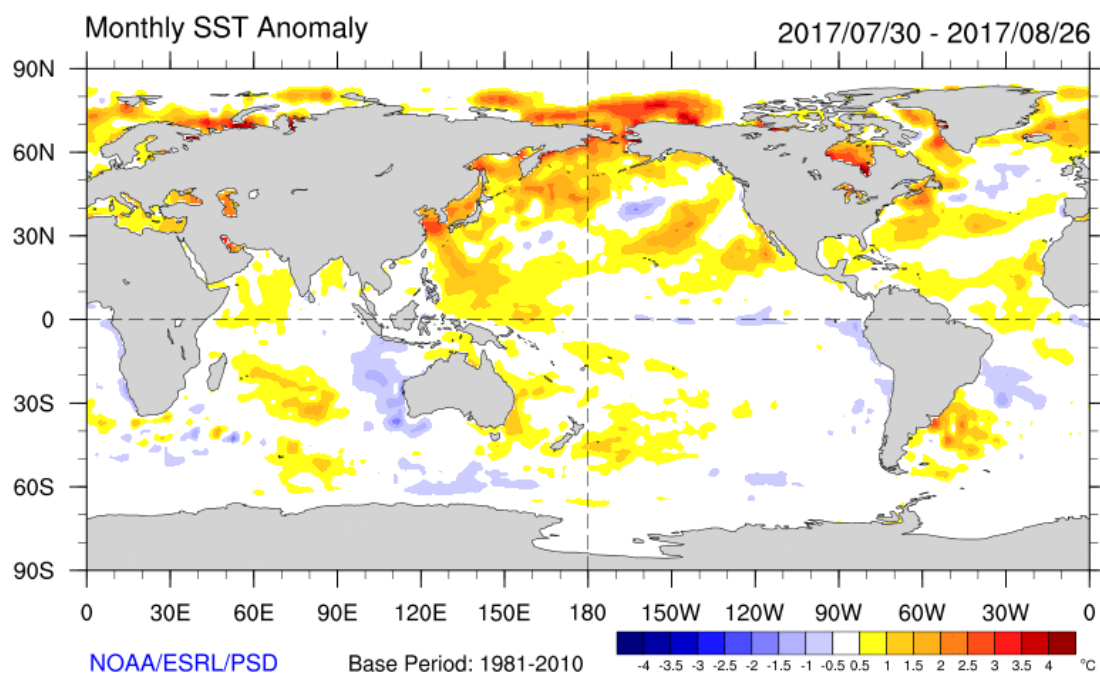 Monthly SST Anomaly 2017/07/30 - 2017/08/26
90N
60N
30N
0
30S
60S
90S
0 30E 60E 90E 120E 150E 180 150W 120W 90W 60W 30W 0
NOAA/ESRL/PSD Base Period: 1981-2010
-4 -3.5 -3 -2.5 -2 -1.5 -1 -0.5 0.5 1 1.5 2 2.5 3 3.5 4 °C